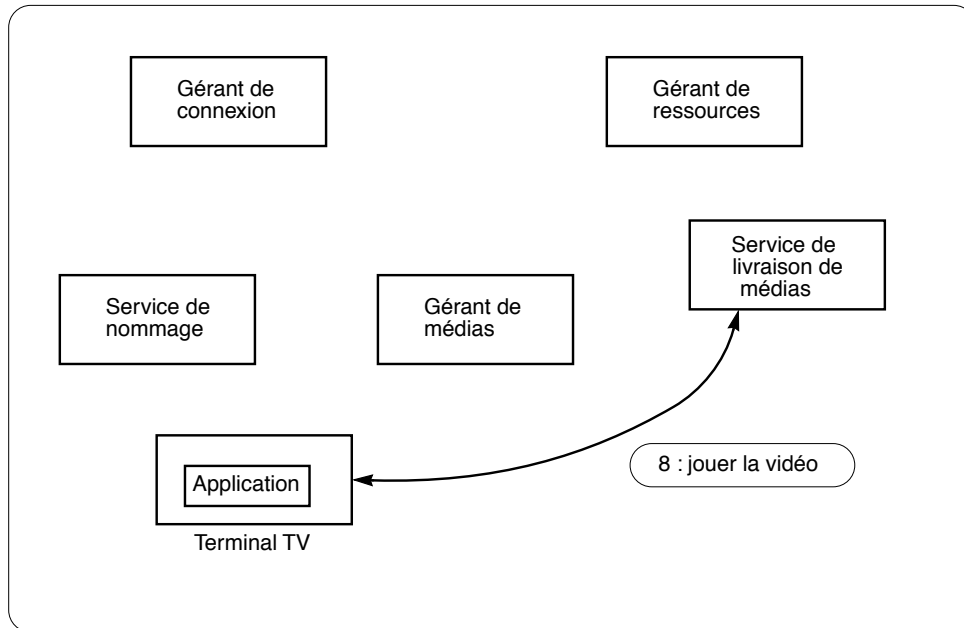 Gérant de
connexion
Gérant de
ressources
Service de
livraison de
médias
Service de
nommage
Gérant de
médias
8 : jouer la vidéo
Application
Terminal TV